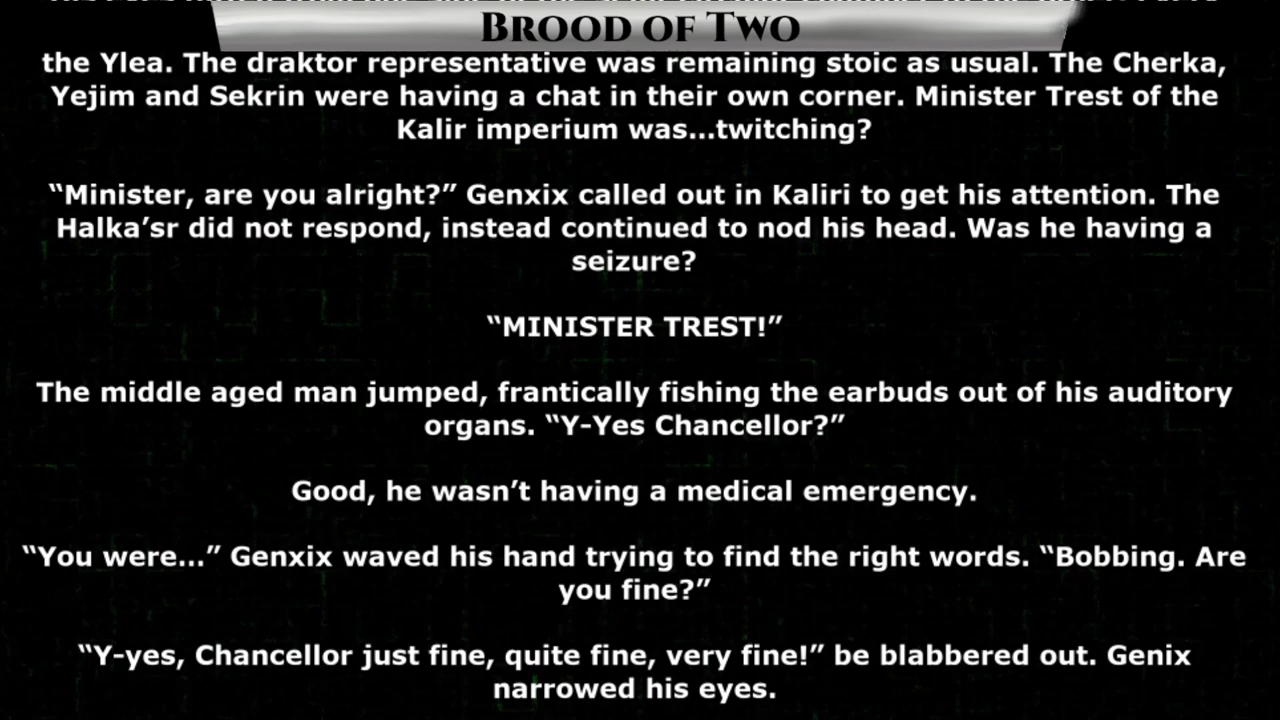 Brood of Two
the Ylea. The draktor representative was remaining stoic as usual. The Cherka,
Yejim and Sekrin were having a chat in their own corner. Minister Trest of the
Kalir imperium was...twitching?
“Minister, are you alright?” Genxix called out in Kaliri to get his attention. The
Halka’sr did not respond, instead continued to nod his head. Was he having a
seizure?
“MINISTER TREST!”
The middle aged man jumped, frantically fishing the earbuds out of his auditory
organs. “Y-Yes Chancellor?”
Good, he wasn’t having a medical emergency.
“You were...” Genxix waved his hand trying to find the right words. “Bobbing. Are
you fine?”
“Y-yes, Chancellor just fine, quite fine, very fine!” be blabbered out. Genix
narrowed his eyes.